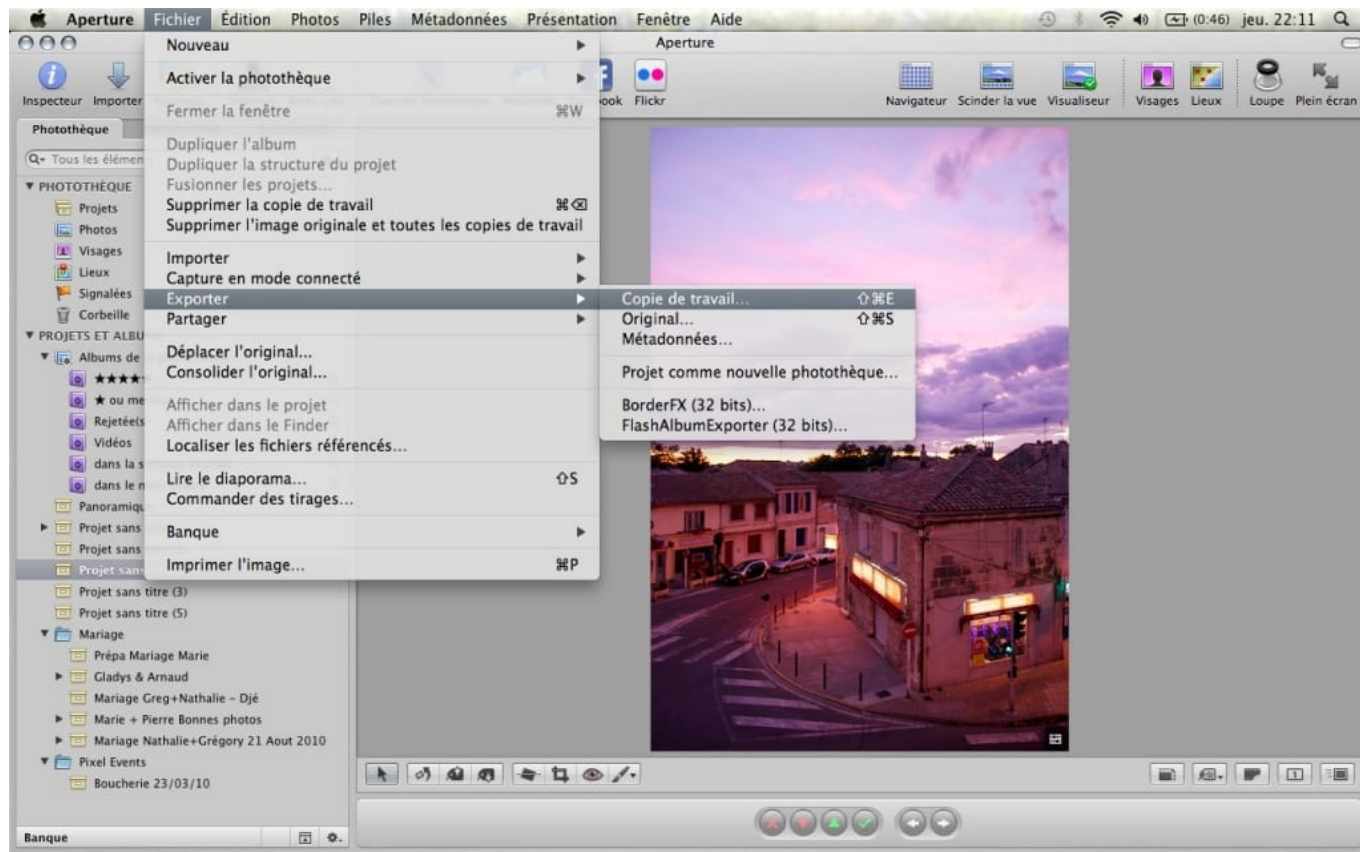 Aperture Fichier Édition Photos Piles Métadonnées Présentation Fenêtre Aide (0:46) jeu. 22:11
Aperture
Inspecteur Importer Flickr Navigateur Scinder la vue Visualiseur Visages Lieux Loupe Plein écran
Photothèque
Tous les
PHOTOTHÈQUE
Projets
Photos
Visages
Lieux
Signalées
Corbeille
PROJETS ET
Albums de
★ ou
Vidéos
dans la
dans le
Projet sans
Projet sans
Projet sans
Projet sans titre (3)
Projet sans titre (5)
Mariage
Prépa Mariage Marie
Gladys & Arnaud
Mariage Greg+Nathalie - Djé
Marie + Pierre Bonnes photos
Mariage Nathalie+Grégory 21 Aout 2010
Pixel Events
Boucherie 23/03/10
Banque
Nouveau
Activer la photothèque
Fermer la fenêtre ⌘W
Dupliquer l'album
Dupliquer la structure du projet
Fusionner les projets...
Supprimer la copie de travail ⌘⌫
Supprimer l'image originale et toutes les copies de travail
Importer
Capture en mode connecté
Exporter
Partager
Déplacer l'original...
Consolider l'original...
Afficher dans le projet
Afficher dans le Finder
Localiser les fichiers référencés...
Lire le diaporama... ⇧S
Commander des tirages...
Banque
Imprimer l'image... ⌘P
Copie de travail... ⇧⌘E
Original... ⇧⌘S
Métadonnées...
Projet comme nouvelle photothèque...
BorderFX (32 bits)...
FlashAlbumExporter (32 bits)...